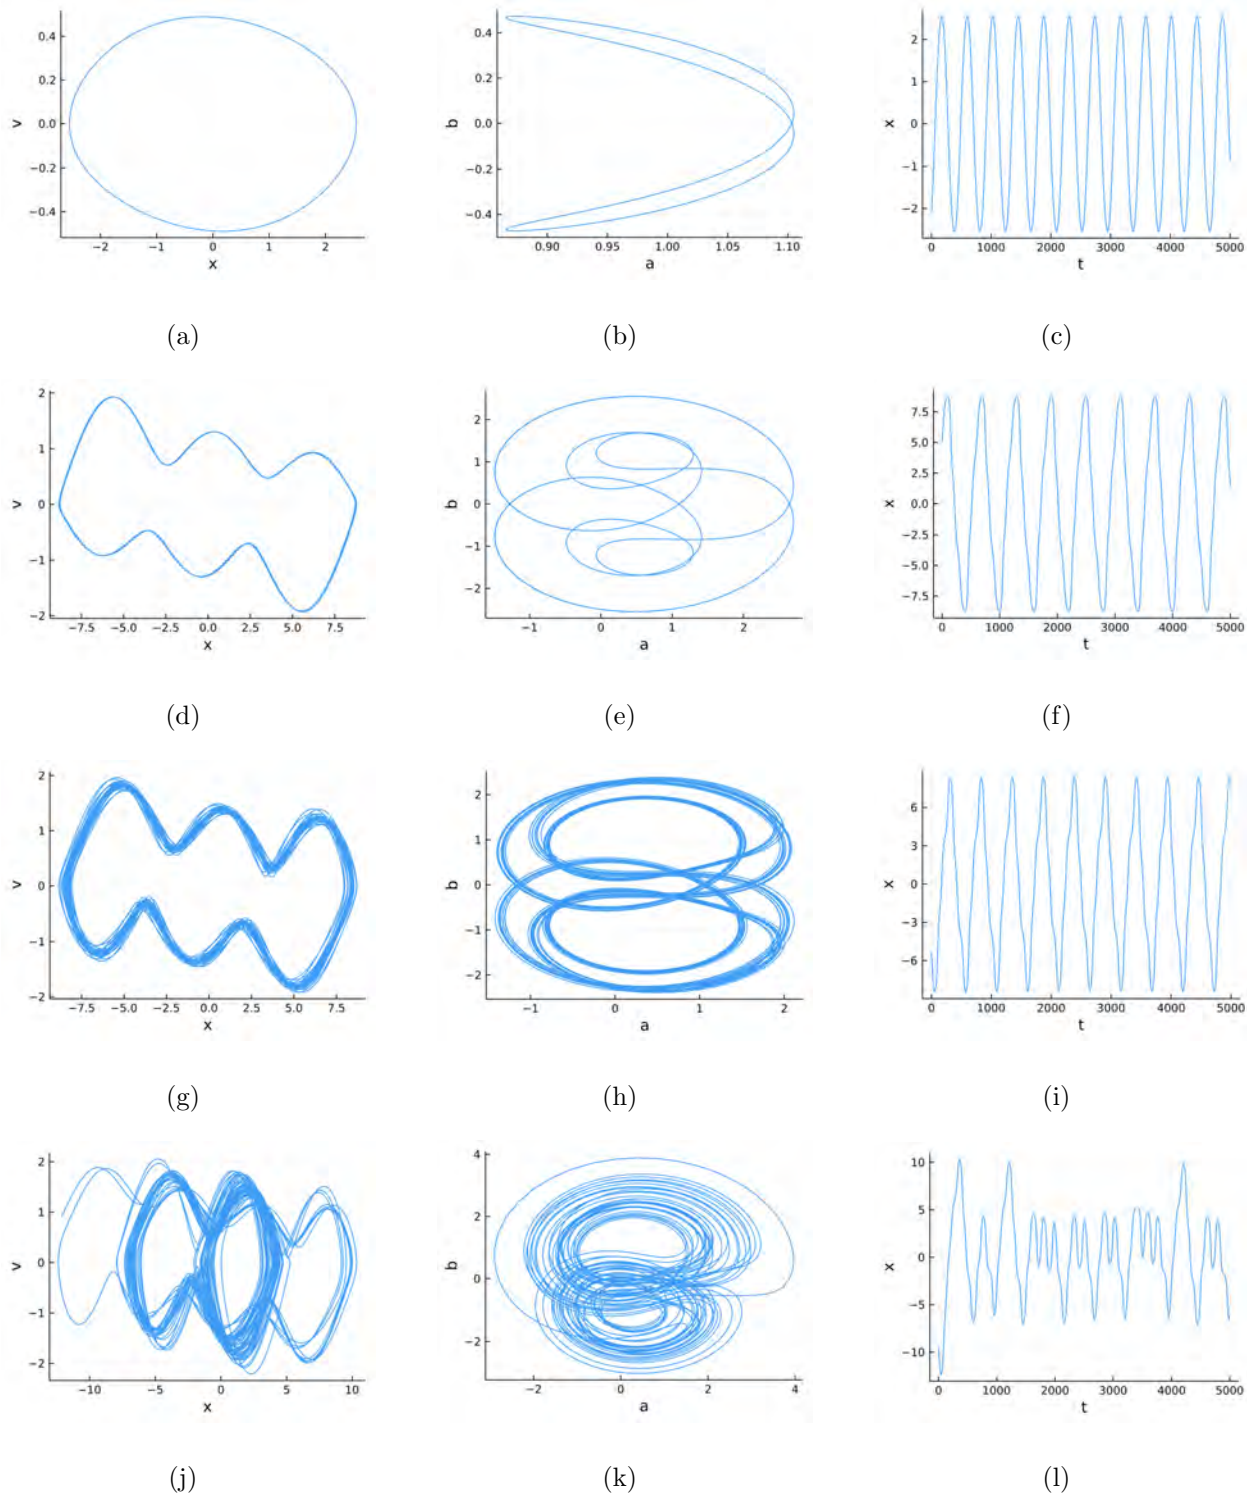 0.4
0.2
0.0
−0.2
−0.4
v
−2 −1 0 1 2
x
0.4
0.2
0.0
−0.2
−0.4
b
0.90 0.95 1.00 1.05 1.10
a
2
1
0
−1
−2
x
0 1000 2000 3000 4000 5000
t
(a) (b) (c)
2
1
0
−1
−2
v
−7.5 −5.0 −2.5 0.0 2.5 5.0 7.5
x
2
1
0
−1
−2
b
−1 0 1 2
a
7.5
5.0
2.5
0.0
−2.5
−5.0
−7.5
x
0 1000 2000 3000 4000 5000
t
(d) (e) (f)
2
1
0
−1
−2
v
−7.5 −5.0 −2.5 0.0 2.5 5.0 7.5
x
2
1
0
−1
−2
b
−1 0 1 2
a
6
3
0
−3
−6
x
0 1000 2000 3000 4000 5000
t
(g) (h) (i)
2
1
0
−1
−2
v
−10 −5 0 5 10
x
4
2
0
−2
b
−2 0 2 4
a
10
5
0
−5
−10
x
0 1000 2000 3000 4000 5000
t
(j) (k) (l)